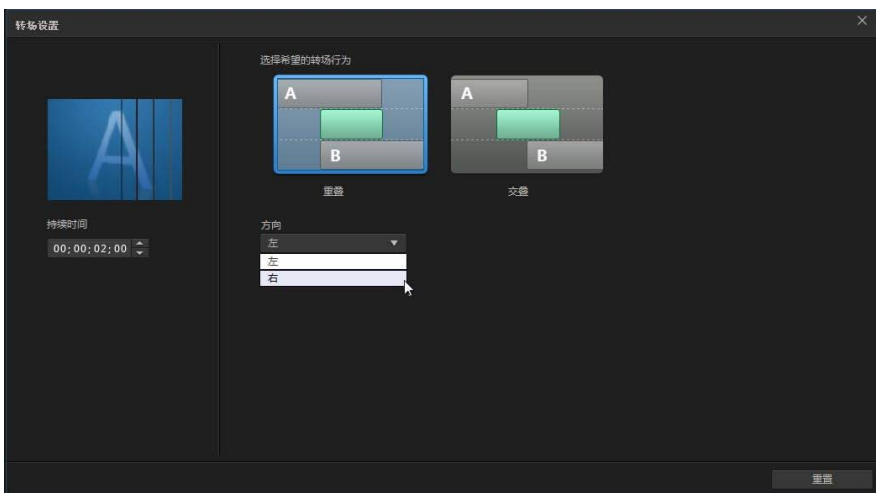 转场设置
选择希望的转场行为
A
B
A
B
重叠
交叠
A
持续时间
00;00;02;00
方向
左
左
右
重置